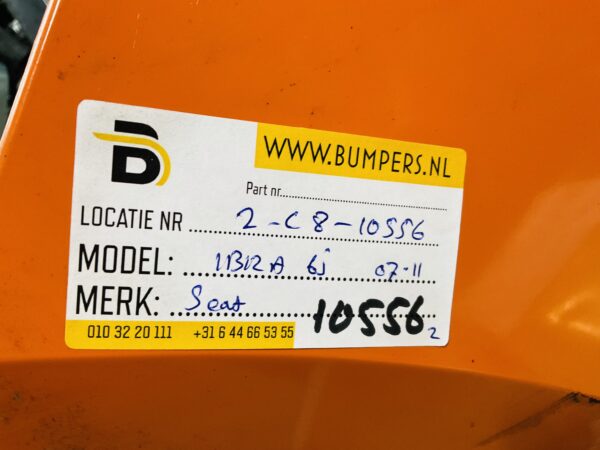 B
WWW.BUMPERS.NL
Part nr
LOCATIE NR 2-C8-10556
MODEL: IBIZA 6J 07-11
MERK: Seat 10556 2
010 32 20 111 +31 6 44 66 53 55